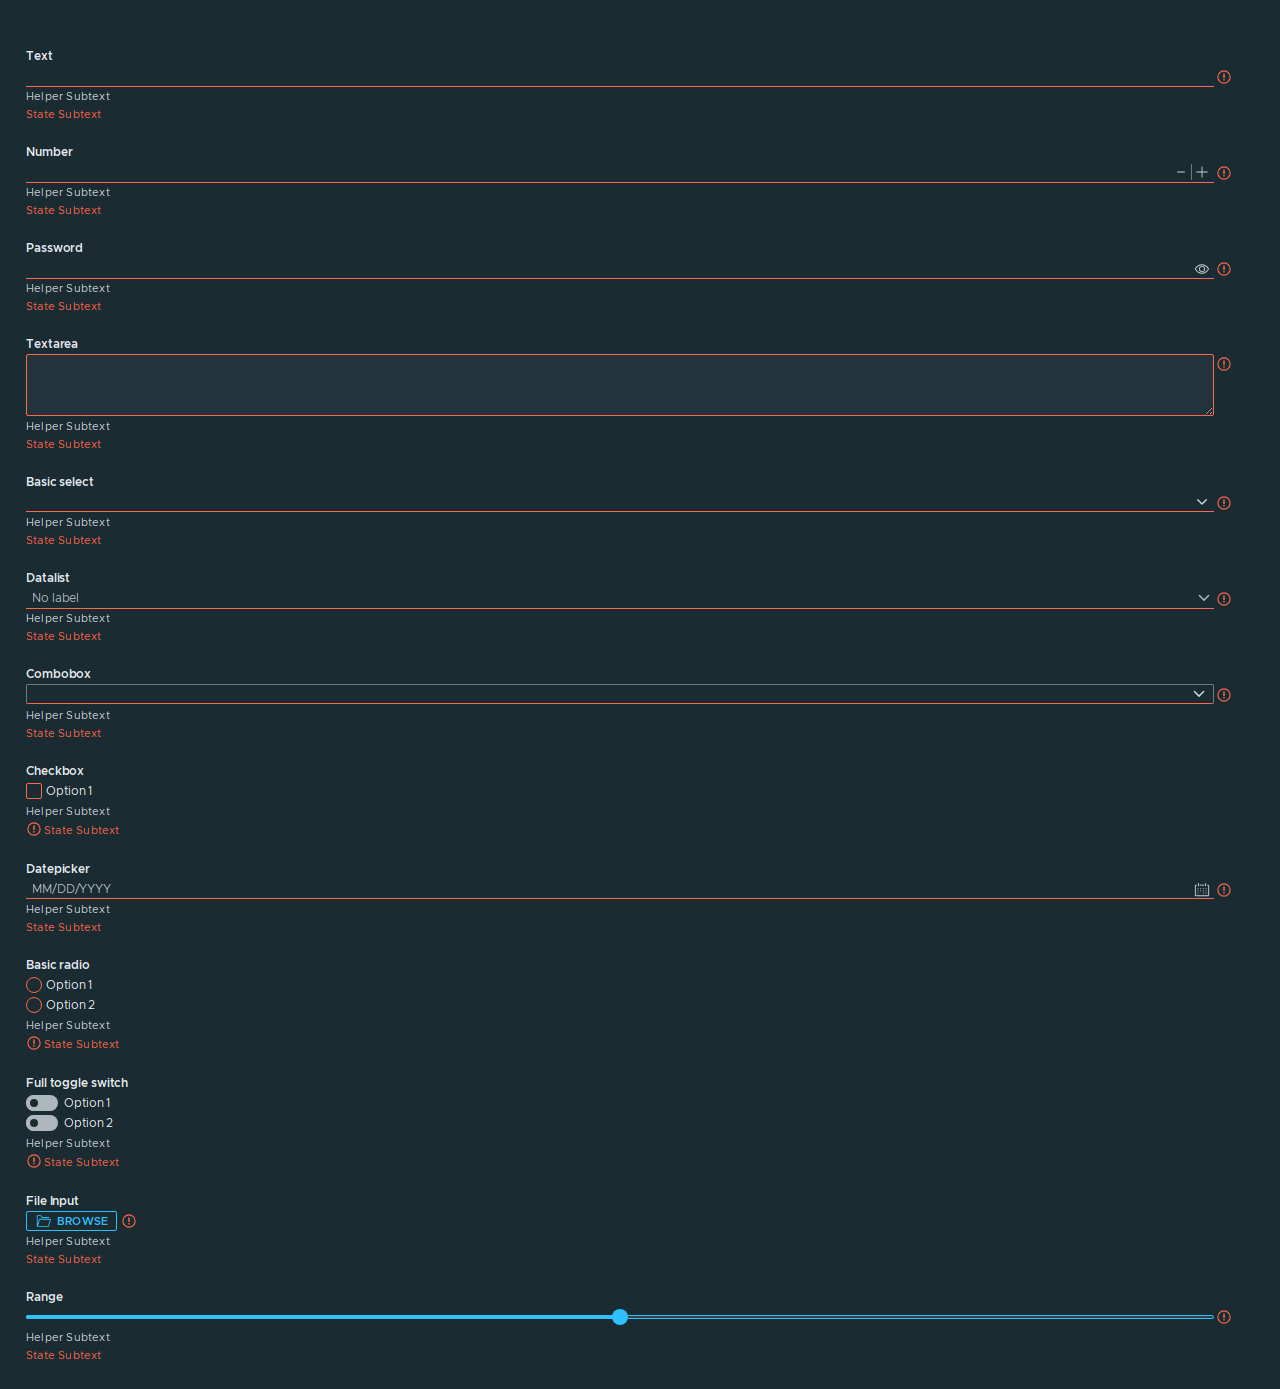 Text
Helper Subtext
State Subtext
Number
Helper Subtext
State Subtext
Password
Helper Subtext
State Subtext
Textarea
Helper Subtext
State Subtext
Basic select
Helper Subtext
State Subtext
Datalist
No label
Helper Subtext
State Subtext
Combobox
Helper Subtext
State Subtext
Checkbox
Option 1
Helper Subtext
State Subtext
Datepicker
MM/DD/YYYY
Helper Subtext
State Subtext
Basic radio
Option 1
Option 2
Helper Subtext
State Subtext
Full toggle switch
Option 1
Option 2
Helper Subtext
State Subtext
File Input
BROWSE
Helper Subtext
State Subtext
Range
Helper Subtext
State Subtext